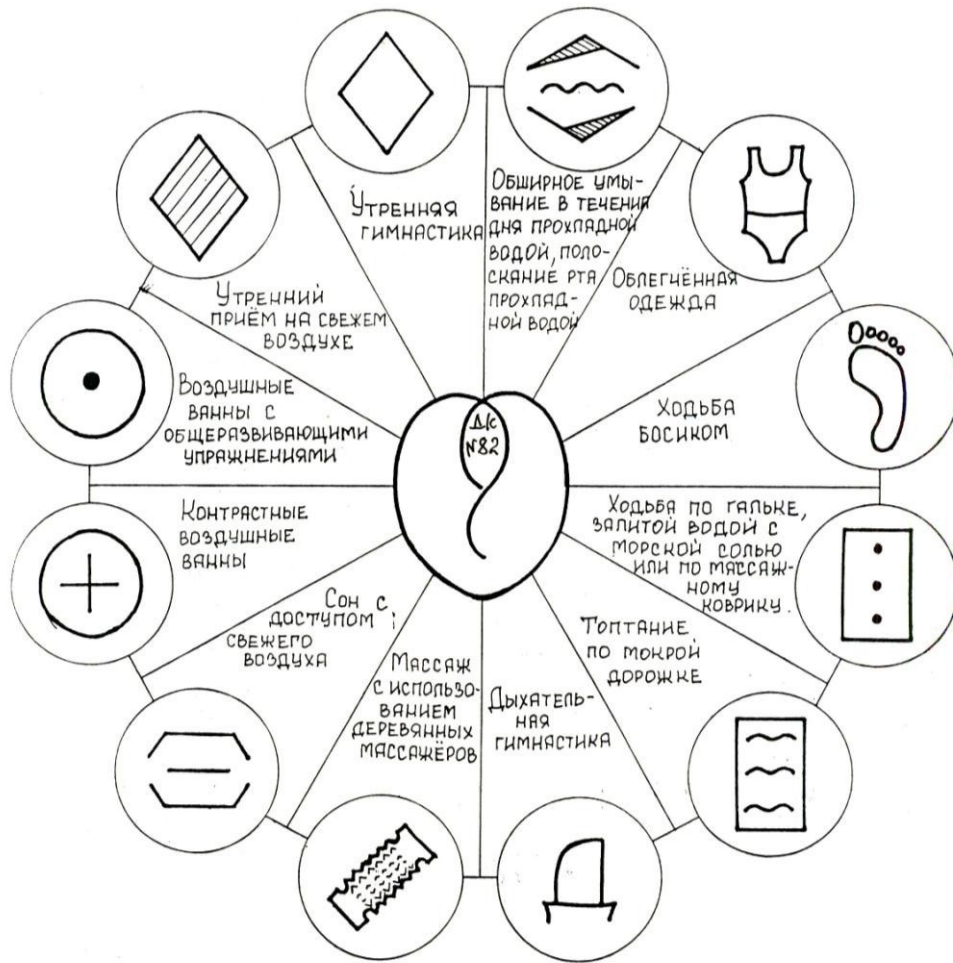 Утренняя
гимнастика
Обширное умы-
вание в течения
дня прохладной
водой, поло-
скание рта
прохлад-
ной водой
Облегчённая
одежда
Ходьба
босиком
Ходьба по гальке,
залитой водой с
морской солью
или по массаж-
ному
коврику.
Топтание
по мокрой
дорожке
Дыхатель-
ная
гимнастика
Массаж
с использо-
ванием
деревянных
массажёров
Сон с
доступом
свежего
воздуха
Контрастные
воздушные
ванны
Воздушные
ванны с
общеразвивающими
упражнениями
Утренний
приём на свежем
воздухе
Д/с
№82